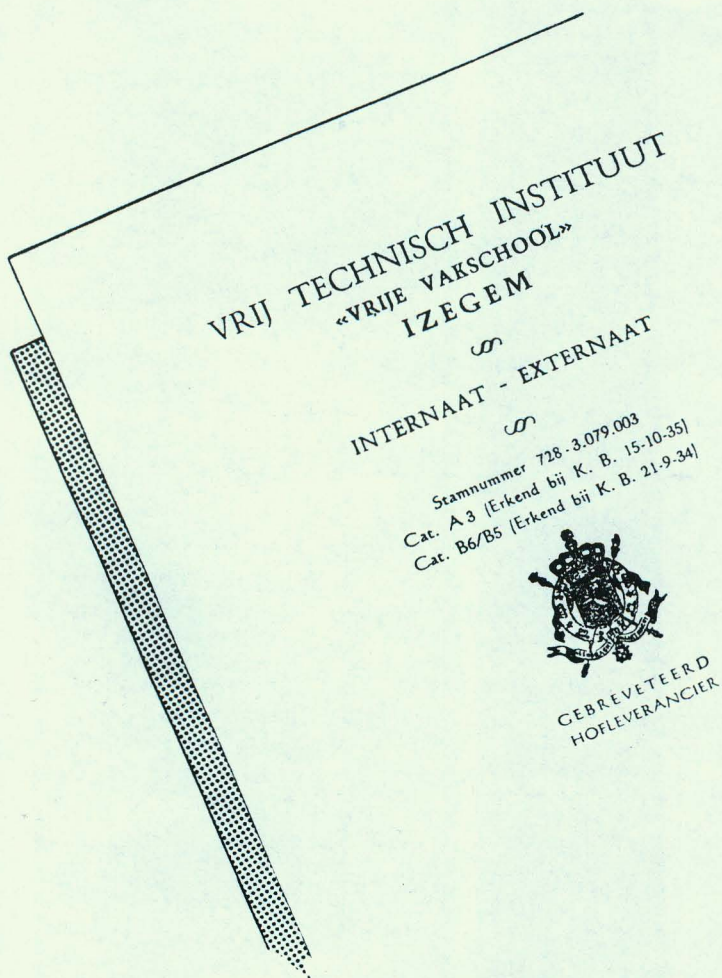 VRIJ TECHNISCH INSTITUUT
«VRIJE VAKSCHOOL»
IZEGEM
INTERNAAT - EXTERNAAT
Stamnummer 728-3.079.003
Cat. A 3 (Erkend bij K. B. 15-10-35)
Cat. B6/B5 (Erkend bij K. B. 21-9-34)
GEBREVETEERD
HOFLEVERANCIER